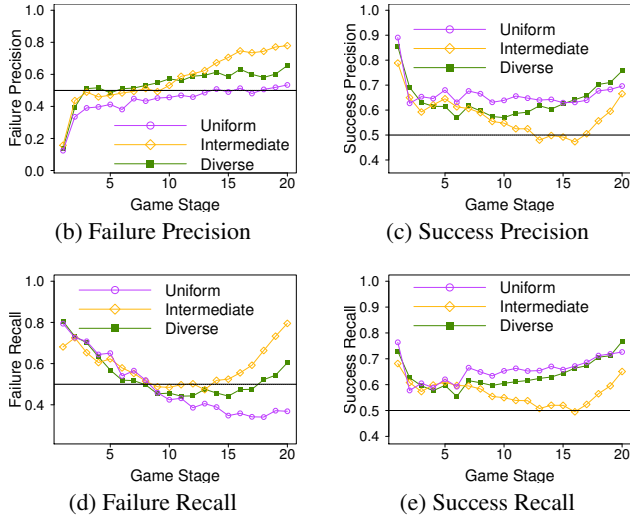 1.0
0.8
0.6
0.4
0.2
0.0
Failure Precision
Uniform
Intermediate
Diverse
5 10 15 20
Game Stage
(b) Failure Precision
1.0
0.9
0.8
0.7
0.6
0.5
0.4
Success Precision
Uniform
Intermediate
Diverse
5 10 15 20
Game Stage
(c) Success Precision
1.0
0.8
0.6
0.4
Failure Recall
Uniform
Intermediate
Diverse
5 10 15 20
Game Stage
(d) Failure Recall
1.0
0.9
0.8
0.7
0.6
0.5
0.5
Success Recall
Uniform
Intermediate
Diverse
5 10 15 20
Game Stage
(e) Success Recall